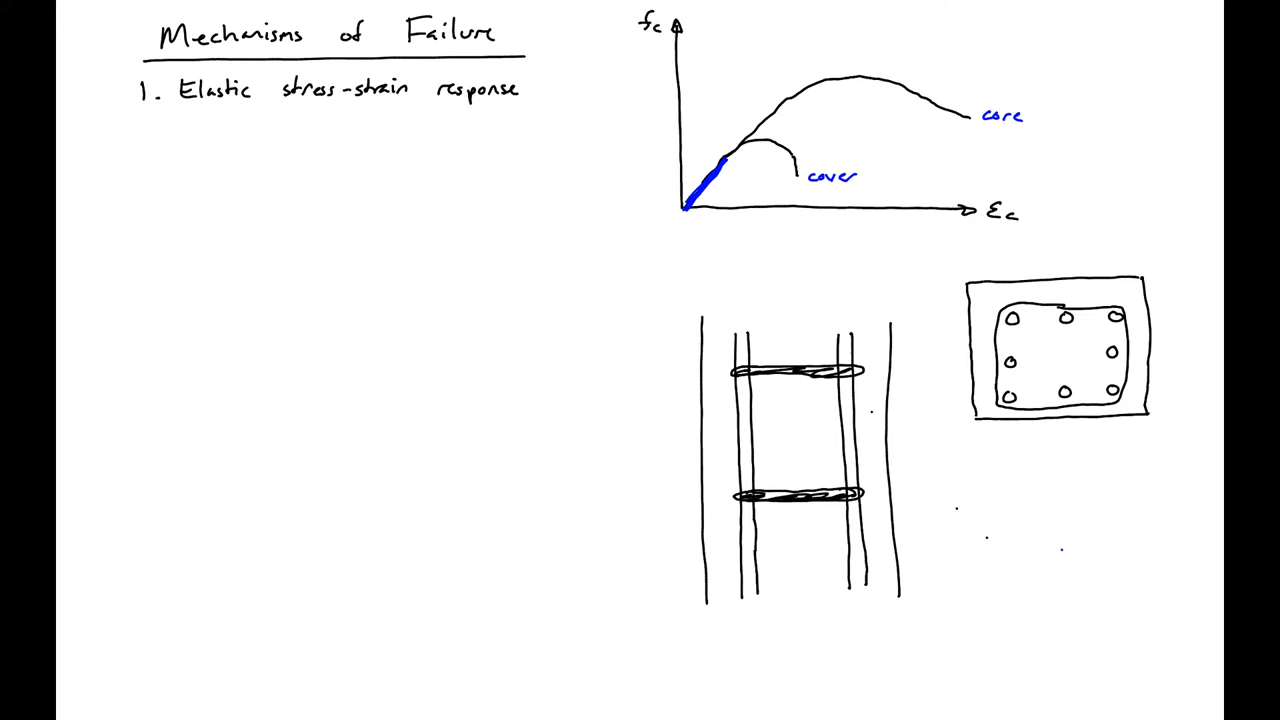 Mechanisms of Failure
1. Elastic stress-strain response
fc
core
cover
εc